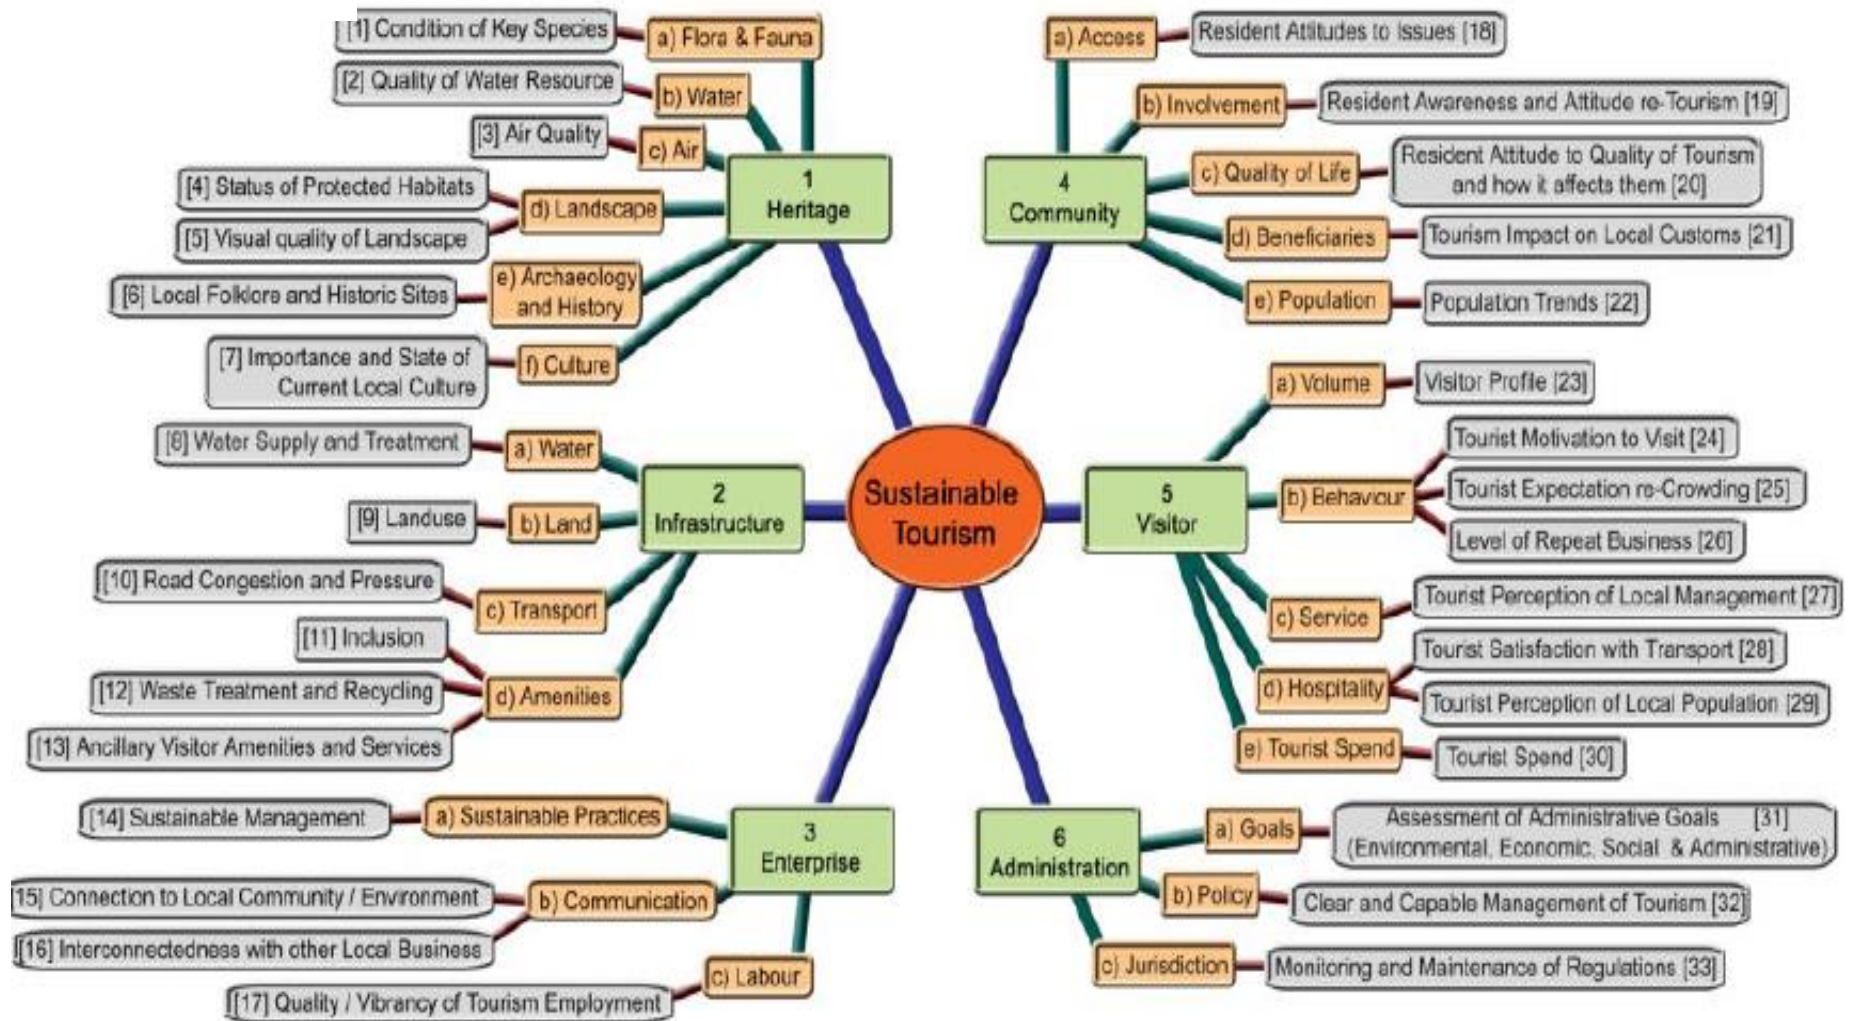 [1] Condition of Key Species
a) Flora & Fauna
[2] Quality of Water Resource
b) Water
[3] Air Quality
c) Air
[4] Status of Protected Habitats
[5] Visual quality of Landscape
d) Landscape
[6] Local Folklore and Historic Sites
e) Archaeology
and History
[7] Importance and State of
Current Local Culture
f) Culture
1
Heritage
[8] Water Supply and Treatment
a) Water
[9] Landuse
b) Land
[10] Road Congestion and Pressure
c) Transport
[11] Inclusion
[12] Waste Treatment and Recycling
[13] Ancillary Visitor Amenities and Services
d) Amenities
2
Infrastructure
[14] Sustainable Management
a) Sustainable Practices
15] Connection to Local Community / Environment
[16] Interconnectedness with other Local Business
b) Communication
[17] Quality / Vibrancy of Tourism Employment
c) Labour
3
Enterprise
Sustainable
Tourism
4
Community
a) Access
Resident Attitudes to Issues [18]
b) Involvement
Resident Awareness and Attitude re-Tourism [19]
c) Quality of Life
Resident Attitude to Quality of Tourism
and how it affects them [20]
d) Beneficiaries
Tourism Impact on Local Customs [21]
e) Population
Population Trends [22]
5
Visitor
a) Volume
Visitor Profile [23]
b) Behaviour
Tourist Motivation to Visit [24]
Tourist Expectation re-Crowding [25]
Level of Repeat Business [26]
c) Service
Tourist Perception of Local Management [27]
d) Hospitality
Tourist Satisfaction with Transport [28]
Tourist Perception of Local Population [29]
e) Tourist Spend
Tourist Spend [30]
6
Administration
a) Goals
Assessment of Administrative Goals [31]
(Environmental, Economic, Social & Administrative)
b) Policy
Clear and Capable Management of Tourism [32]
c) Jurisdiction
Monitoring and Maintenance of Regulations [33]